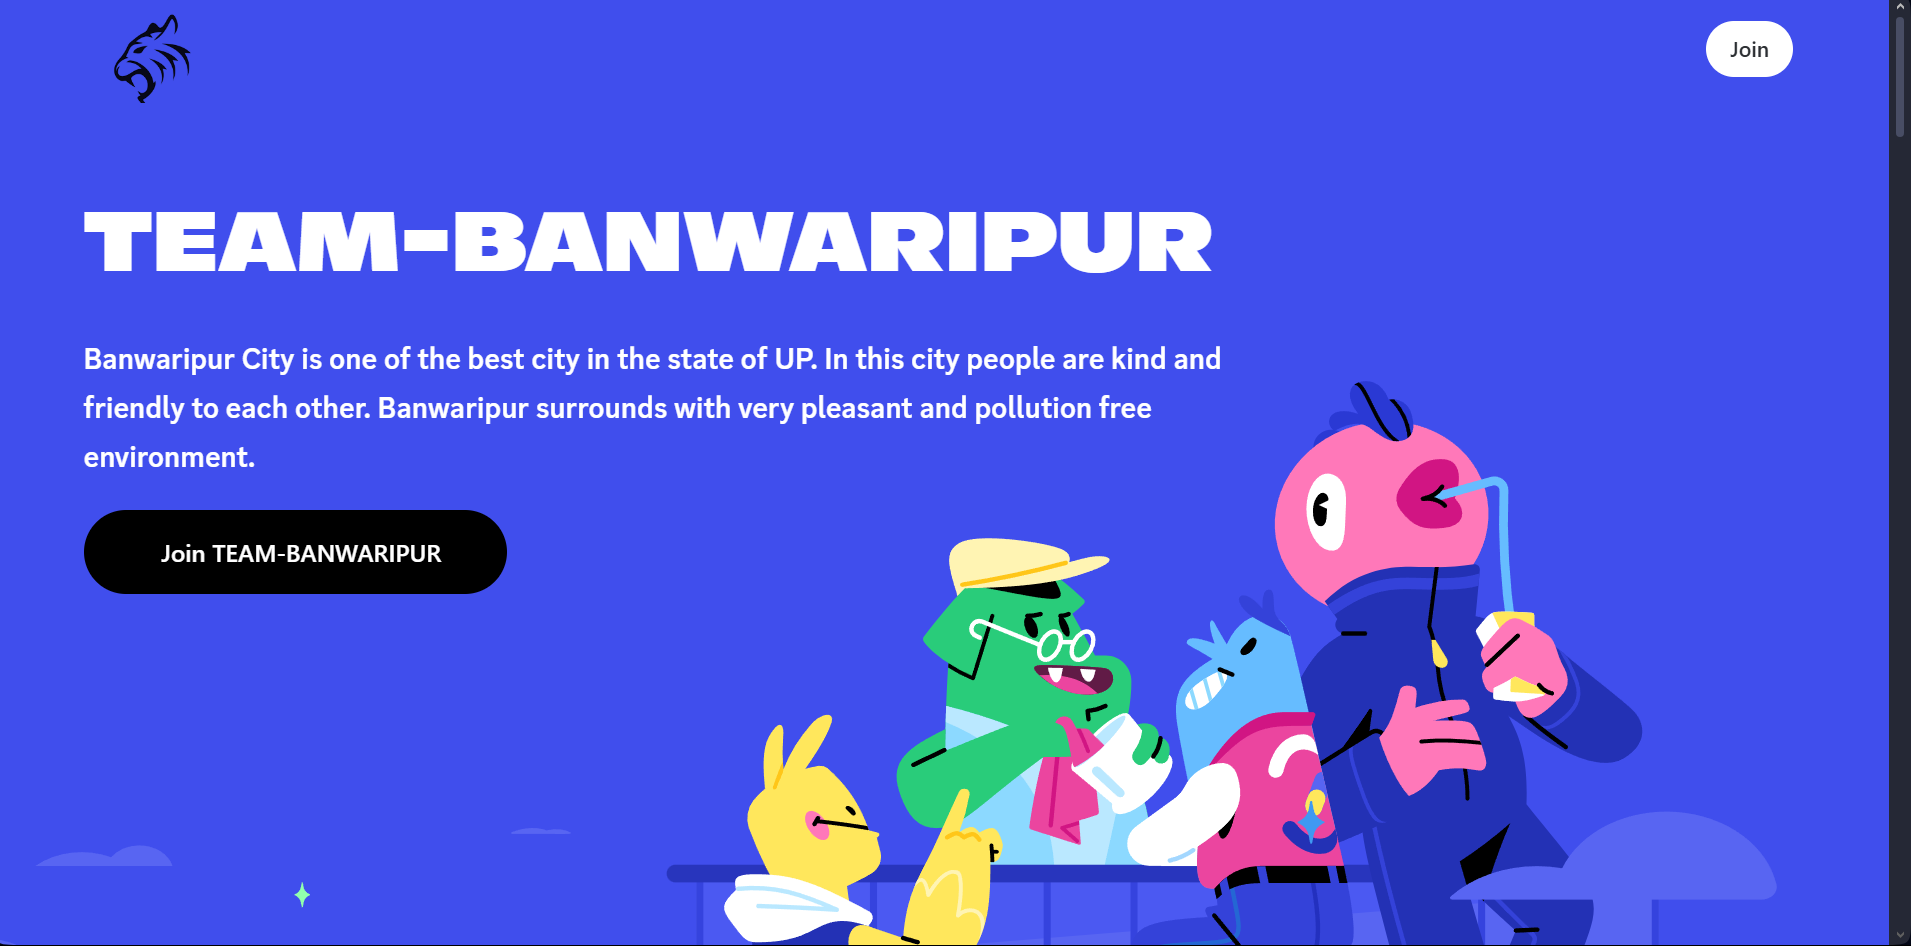 Join
TEAM-BANWARIPUR
Banwaripur City is one of the best city in the state of UP. In this city people are kind and
friendly to each other. Banwaripur surrounds with very pleasant and pollution free
environment.
Join TEAM-BANWARIPUR